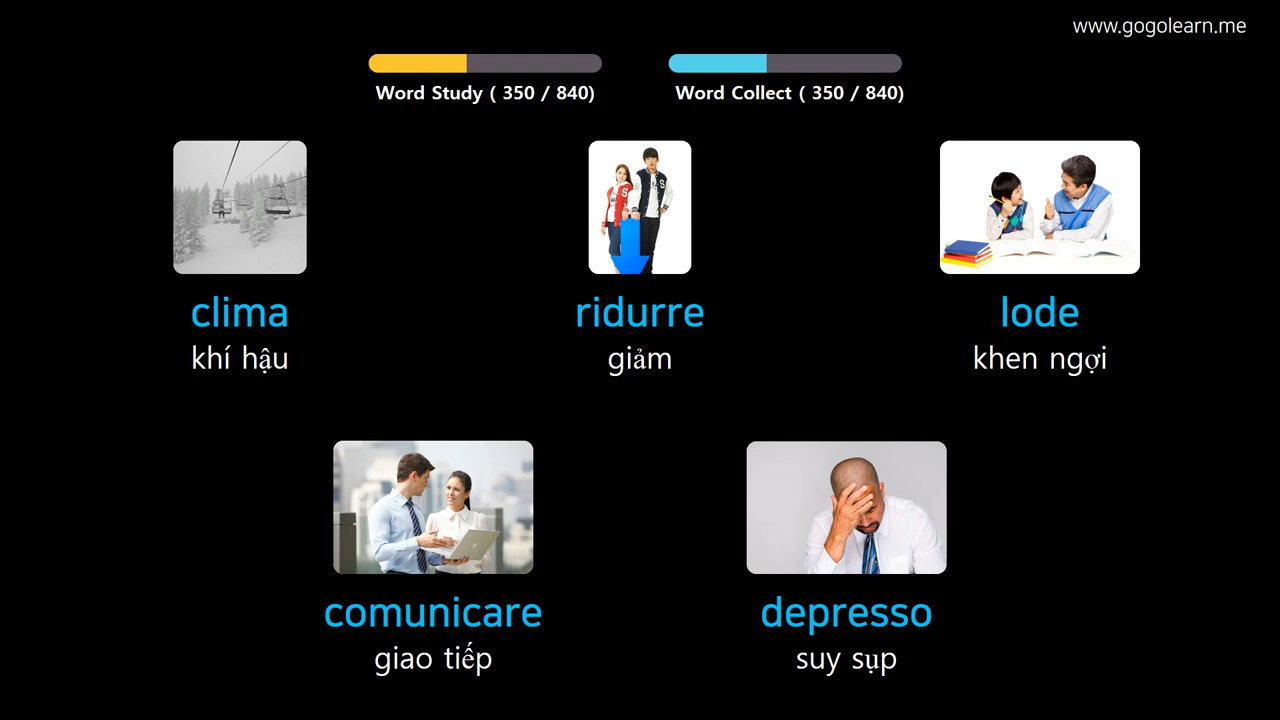 www.gogolearn.me
Word Study ( 350 / 840)
Word Collect ( 350 / 840)
clima
khí hậu
ridurre
giảm
lode
khen ngợi
comunicare
giao tiếp
depresso
suy sụp